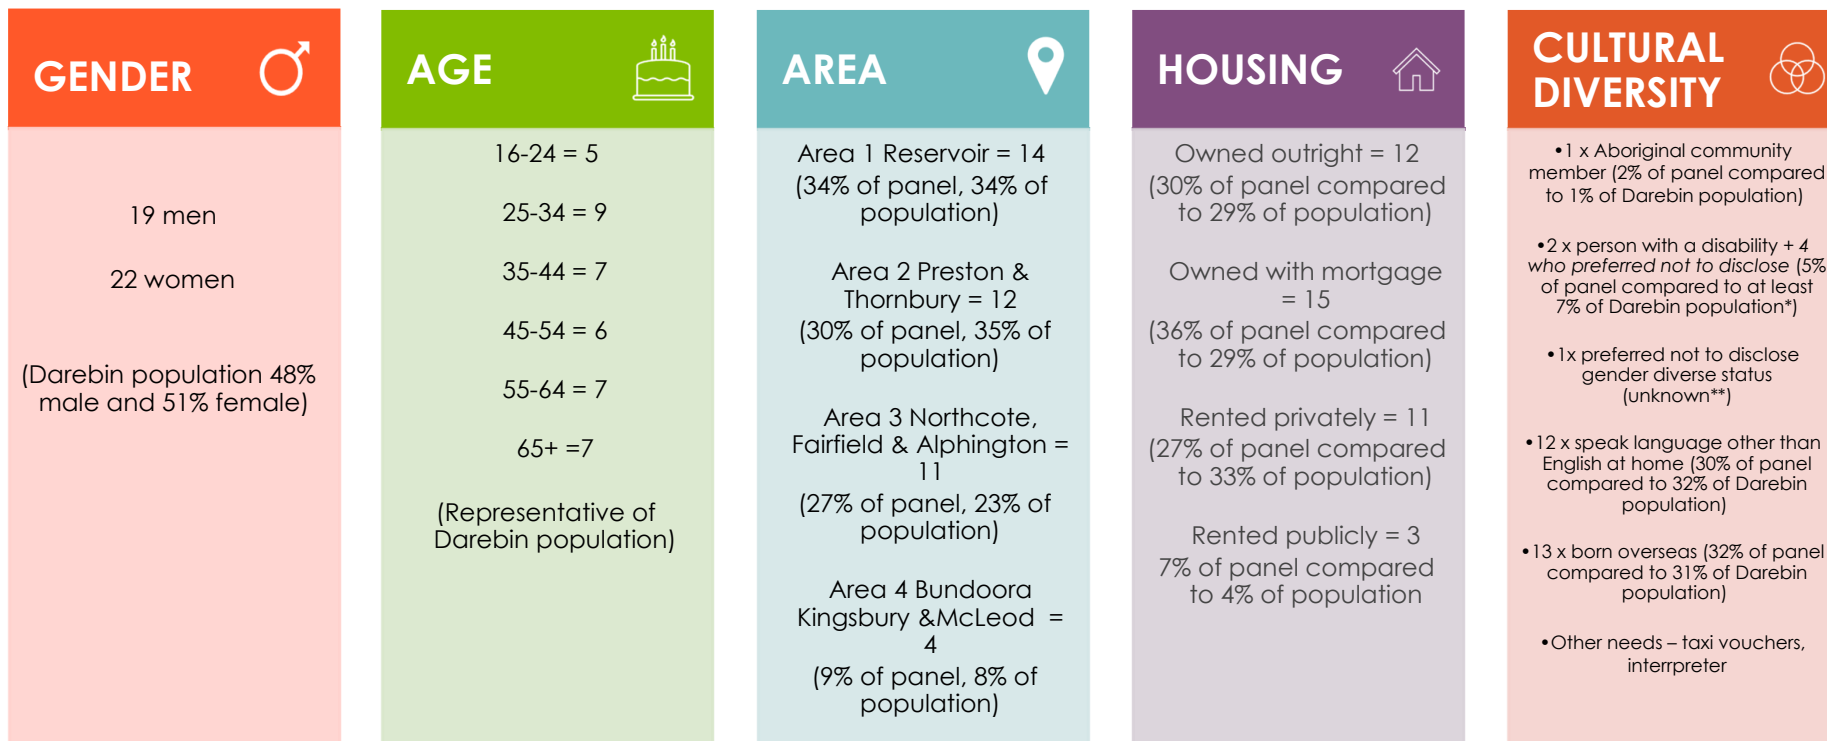 GENDER
19 men
22 women
(Darebin population 48%
male and 51% female)
AGE
16-24 = 5
25-34 = 9
35-44 = 7
45-54 = 6
55-64 = 7
65+ =7
(Representative of
Darebin population)
AREA
Area 1 Reservoir = 14
(34% of panel, 34% of
population)
Area 2 Preston &
Thornbury = 12
(30% of panel, 35% of
population)
Area 3 Northcote,
Fairfield & Alphington =
11
(27% of panel, 23% of
population)
Area 4 Bundoora
Kingsbury &McLeod =
4
(9% of panel, 8% of
population)
HOUSING
Owned outright = 12
(30% of panel compared
to 29% of population)
Owned with mortgage
= 15
(36% of panel compared
to 29% of population)
Rented privately = 11
(27% of panel compared
to 33% of population)
Rented publicly = 3
7% of panel compared
to 4% of population
CULTURAL
DIVERSITY
•1 x Aboriginal community
member (2% of panel compared
to 1% of Darebin population)
•2 x person with a disability + 4
who preferred not to disclose (5%
of panel compared to at least
7% of Darebin population*)
•1x preferred not to disclose
gender diverse status
(unknown**)
•12 x speak language other than
English at home (30% of panel
compared to 32% of Darebin
population)
•13 x born overseas (32% of panel
compared to 31% of Darebin
population)
•Other needs – taxi vouchers,
interrpreter